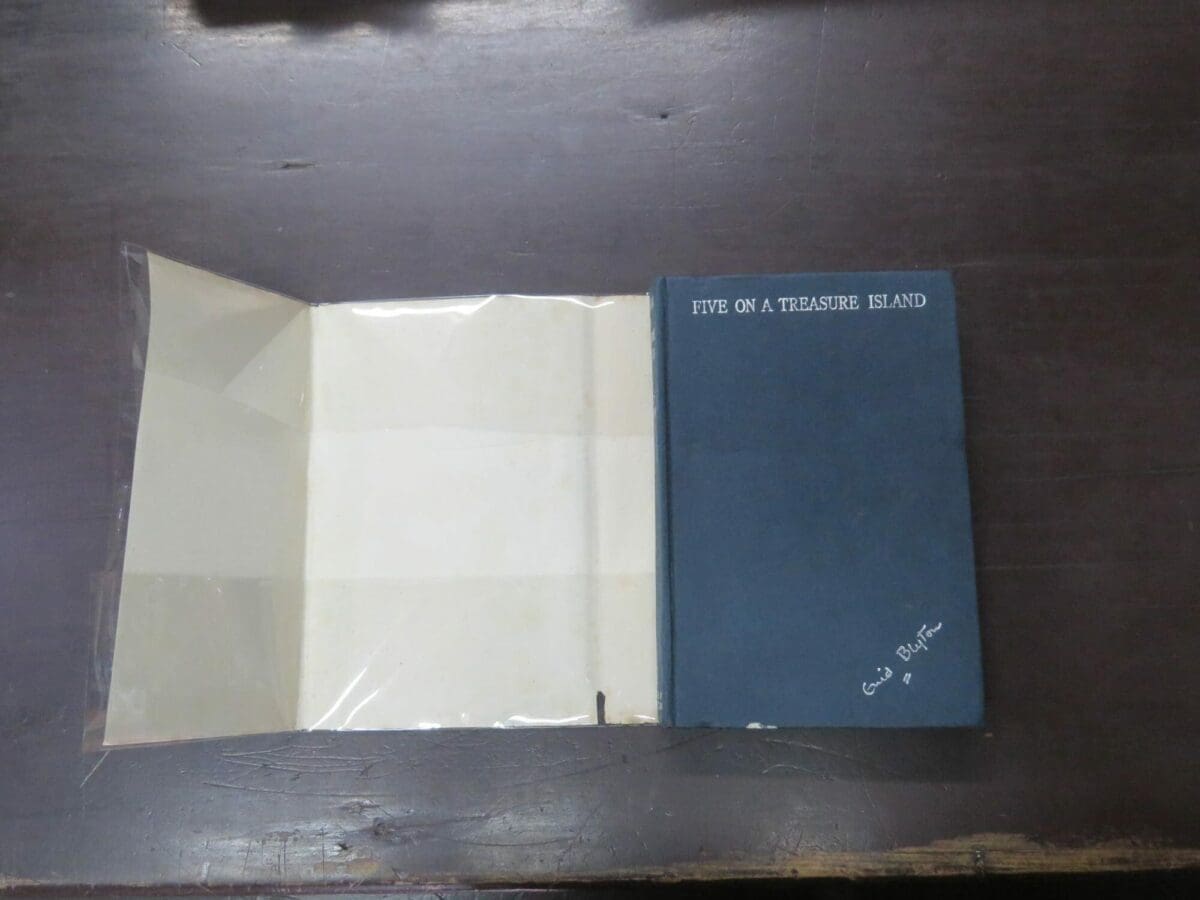 FIVE ON A TREASURE ISLAND
Enid Blyton